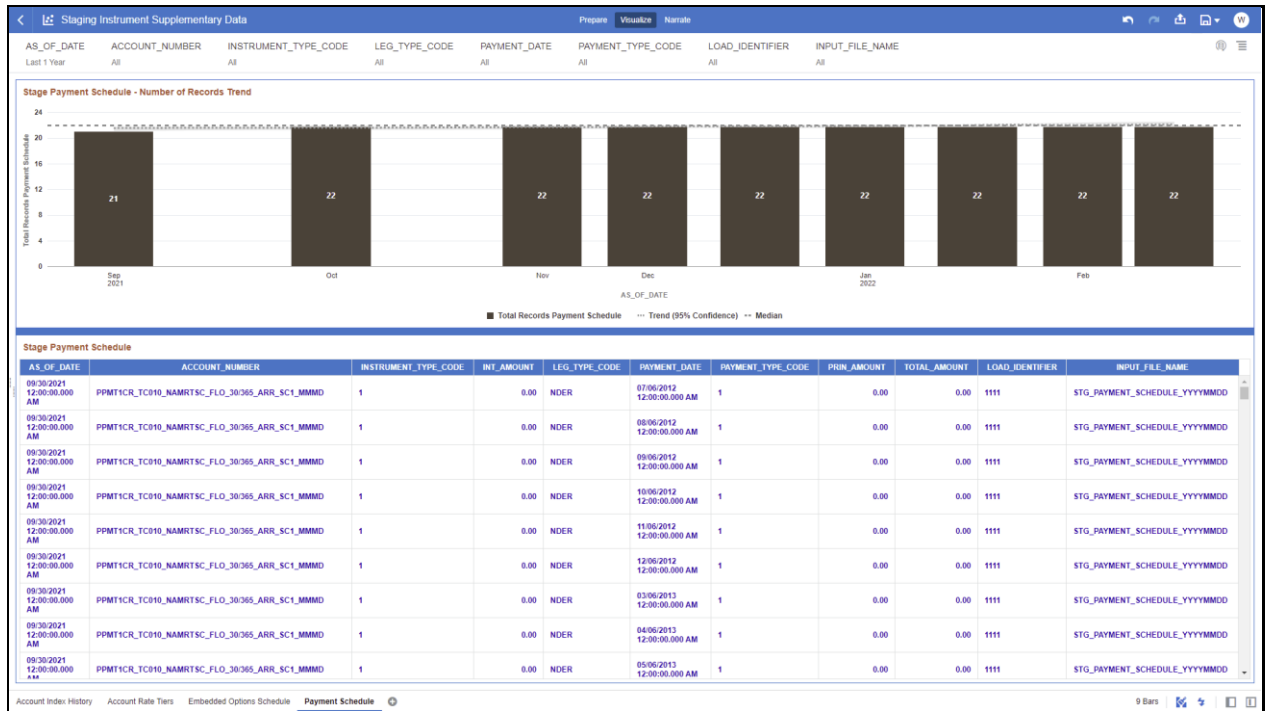 Staging Instrument Supplementary Data
Prepare Visualize Narrate
W
AS_OF_DATE ACCOUNT_NUMBER INSTRUMENT_TYPE_CODE LEG_TYPE_CODE PAYMENT_DATE PAYMENT_TYPE_CODE LOAD_IDENTIFIER INPUT_FILE_NAME
Last 1 Year All All All All All All All
Stage Payment Schedule - Number of Records Trend
Total Records Payment Schedule
24
20
16
12
8
4
0
21 22 22 22 22 22 22 22 22
Sep Oct Nov Dec Jan Feb
2021 2022
AS_OF_DATE
Total Records Payment Schedule Trend (95% Confidence) Median
Stage Payment Schedule
AS_OF_DATE ACCOUNT_NUMBER INSTRUMENT_TYPE_CODE INT_AMOUNT LEG_TYPE_CODE PAYMENT_DATE PAYMENT_TYPE_CODE PRIN_AMOUNT TOTAL_AMOUNT LOAD_IDENTIFIER INPUT_FILE_NAME
09/30/2021 07/06/2012
12:00:00.000 PPMT1CR_TC010_NAMRTSC_FLO_30/365_ARR_SC1_MMMD 1 0.00 NDER 12:00:00.000 AM 1 0.00 0.00 1111 STG_PAYMENT_SCHEDULE_YYYYMMDD
AM
09/30/2021 08/06/2012
12:00:00.000 PPMT1CR_TC010_NAMRTSC_FLO_30/365_ARR_SC1_MMMD 1 0.00 NDER 12:00:00.000 AM 1 0.00 0.00 1111 STG_PAYMENT_SCHEDULE_YYYYMMDD
AM
09/30/2021 09/06/2012
12:00:00.000 PPMT1CR_TC010_NAMRTSC_FLO_30/365_ARR_SC1_MMMD 1 0.00 NDER 12:00:00.000 AM 1 0.00 0.00 1111 STG_PAYMENT_SCHEDULE_YYYYMMDD
AM
09/30/2021 10/06/2012
12:00:00.000 PPMT1CR_TC010_NAMRTSC_FLO_30/365_ARR_SC1_MMMD 1 0.00 NDER 12:00:00.000 AM 1 0.00 0.00 1111 STG_PAYMENT_SCHEDULE_YYYYMMDD
AM
09/30/2021 11/06/2012
12:00:00.000 PPMT1CR_TC010_NAMRTSC_FLO_30/365_ARR_SC1_MMMD 1 0.00 NDER 12:00:00.000 AM 1 0.00 0.00 1111 STG_PAYMENT_SCHEDULE_YYYYMMDD
AM
09/30/2021 12/06/2012
12:00:00.000 PPMT1CR_TC010_NAMRTSC_FLO_30/365_ARR_SC1_MMMD 1 0.00 NDER 12:00:00.000 AM 1 0.00 0.00 1111 STG_PAYMENT_SCHEDULE_YYYYMMDD
AM
09/30/2021 03/06/2013
12:00:00.000 PPMT1CR_TC010_NAMRTSC_FLO_30/365_ARR_SC1_MMMD 1 0.00 NDER 12:00:00.000 AM 1 0.00 0.00 1111 STG_PAYMENT_SCHEDULE_YYYYMMDD
AM
09/30/2021 04/06/2013
12:00:00.000 PPMT1CR_TC010_NAMRTSC_FLO_30/365_ARR_SC1_MMMD 1 0.00 NDER 12:00:00.000 AM 1 0.00 0.00 1111 STG_PAYMENT_SCHEDULE_YYYYMMDD
AM
09/30/2021 05/06/2013
12:00:00.000 PPMT1CR_TC010_NAMRTSC_FLO_30/365_ARR_SC1_MMMD 1 0.00 NDER 12:00:00.000 AM 1 0.00 0.00 1111 STG_PAYMENT_SCHEDULE_YYYYMMDD
AM
Account Index History Account Rate Tiers Embedded Options Schedule Payment Schedule 9 Bars